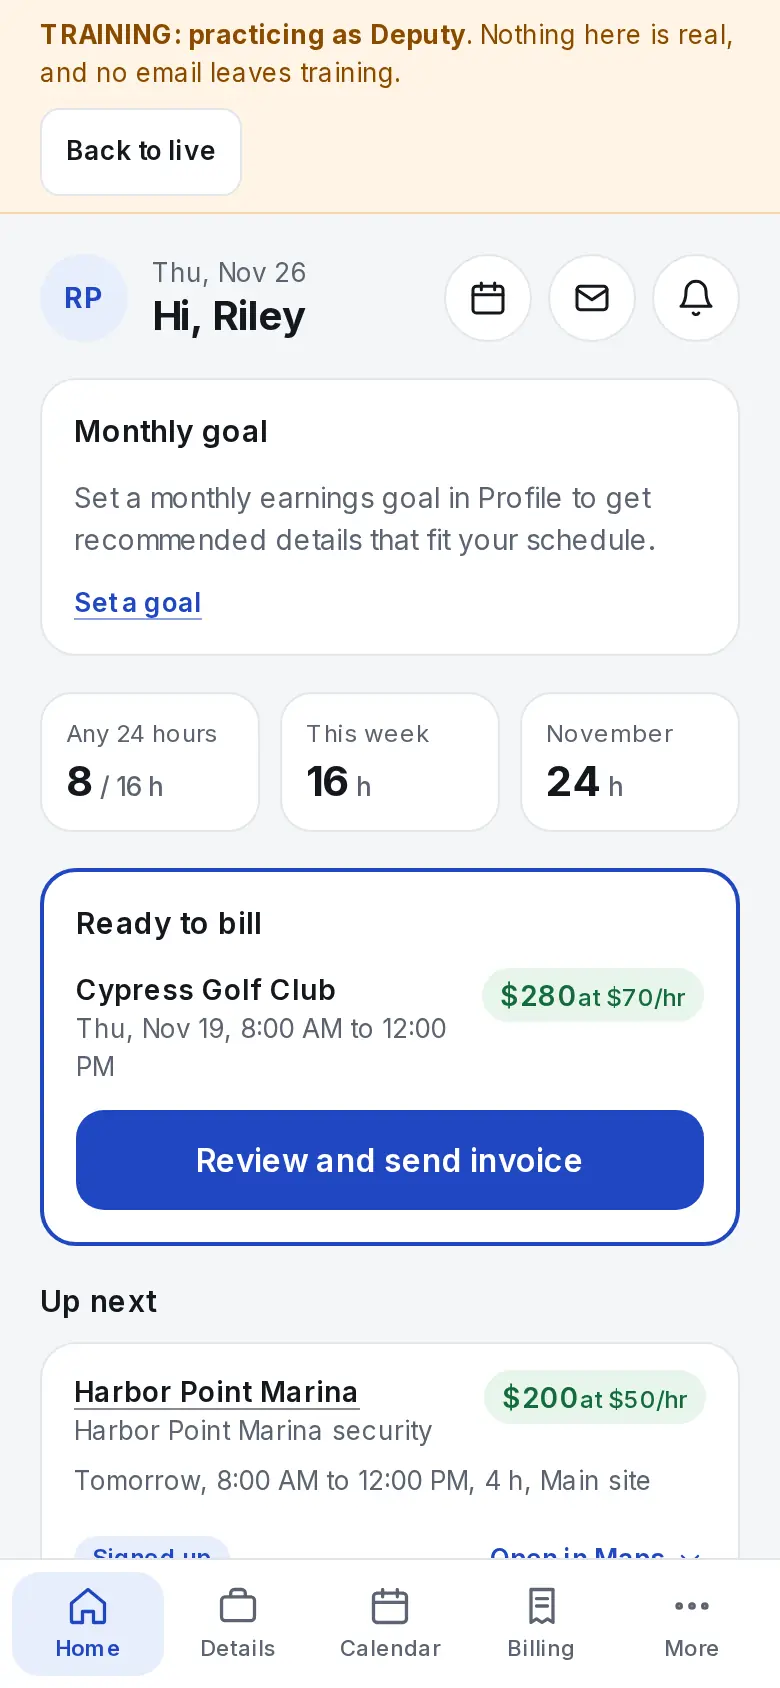 TRAINING: practicing as Deputy. Nothing here is real,
and no email leaves training.
Back to live
RP
Thu, Nov 26
Hi, Riley
Monthly goal
Set a monthly earnings goal in Profile to get
recommended details that fit your schedule.
Set a goal
Any 24 hours
8 / 16 h
This week
16 h
November
24 h
Ready to bill
Cypress Golf Club
$280 at $70/hr
Thu, Nov 19, 8:00 AM to 12:00
PM
Review and send invoice
Up next
Harbor Point Marina
$200 at $50/hr
Harbor Point Marina security
Tomorrow, 8:00 AM to 12:00 PM, 4 h, Main site
Signed up
Open in Maps
Home
Details
Calendar
Billing
More